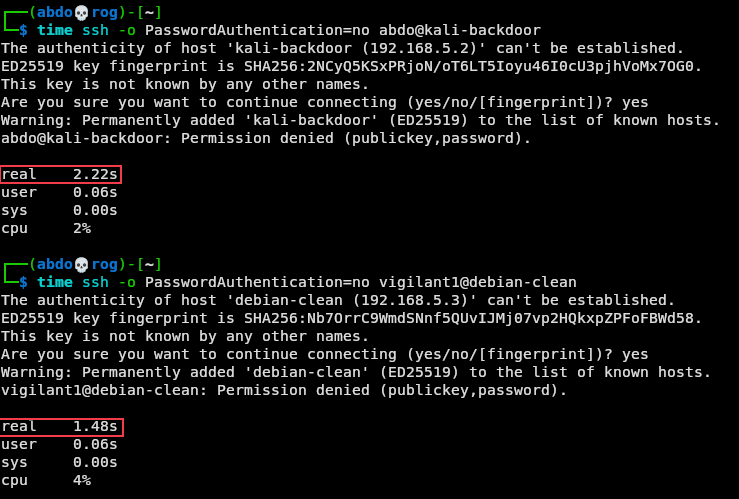 ┌──(abdo💀rog)-[~]
└─$ time ssh -o PasswordAuthentication=no abdo@kali-backdoor
The authenticity of host 'kali-backdoor (192.168.5.2)' can't be established.
ED25519 key fingerprint is SHA256:2NCyQ5KSxPRjoN/oT6LT5Ioyu46I0cU3pjhVoMx7OG0.
This key is not known by any other names.
Are you sure you want to continue connecting (yes/no/[fingerprint])? yes
Warning: Permanently added 'kali-backdoor' (ED25519) to the list of known hosts.
abdo@kali-backdoor: Permission denied (publickey,password).
real    2.22s
user    0.06s
sys     0.00s
cpu     2%
┌──(abdo💀rog)-[~]
└─$ time ssh -o PasswordAuthentication=no vigilant1@debian-clean
The authenticity of host 'debian-clean (192.168.5.3)' can't be established.
ED25519 key fingerprint is SHA256:Nb7OrrC9WmdSNnf5QUvIJMj07vp2HQkxpZPFoFBWd58.
This key is not known by any other names.
Are you sure you want to continue connecting (yes/no/[fingerprint])? yes
Warning: Permanently added 'debian-clean' (ED25519) to the list of known hosts.
vigilant1@debian-clean: Permission denied (publickey,password).
real    1.48s
user    0.06s
sys     0.00s
cpu     4%